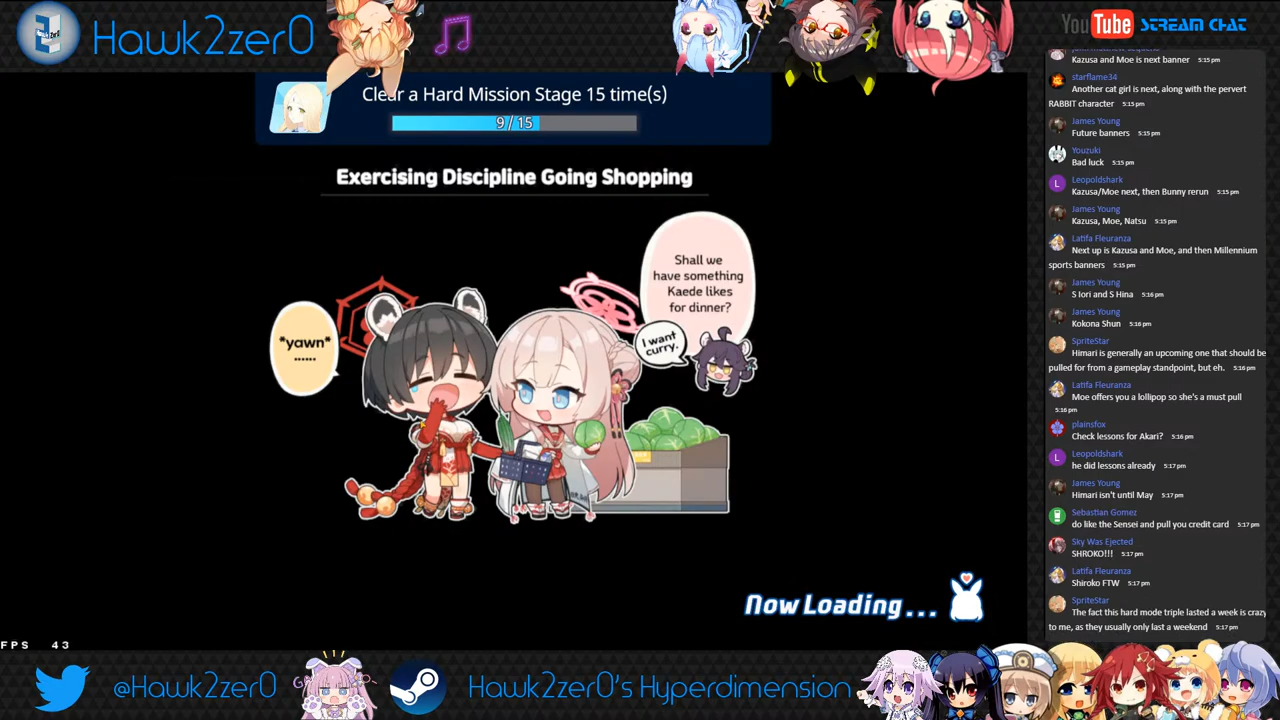 Hawk2zer0
You Tube STREAM CHAT
Clear a Hard Mission Stage 15 time(s)
9 / 15
Exercising Discipline Going Shopping
*yawn*
......
Shall we
have something
Kaede likes
for dinner?
I want
curry.
Now Loading...
FPS 43
@Hawk2zer0
Hawk2zer0's Hyperdimension
Kazusa and Moe is next banner 5:15 pm
starflame34
Another cat girl is next, along with the pervert
RABBIT character 5:15 pm
James Young
Future banners 5:15 pm
Youzuki
Bad luck 5:15 pm
Leopoldshark
Kazusa/Moe next, then Bunny rerun 5:15 pm
James Young
Kazusa, Moe, Natsu 5:15 pm
Latifa Fleuranza
Next up is Kazusa and Moe, and then Millennium
sports banners 5:15 pm
James Young
S Iori and S Hina 5:16 pm
James Young
Kokona Shun 5:16 pm
SpriteStar
Himari is generally an upcoming one that should be
pulled for from a gameplay standpoint, but eh. 5:16 pm
Latifa Fleuranza
Moe offers you a lollipop so she's a must pull
5:16 pm
plainsfox
Check lessons for Akari? 5:16 pm
L
Leopoldshark
he did lessons already 5:17 pm
James Young
Himari isn't until May 5:17 pm
Sebastian Gomez
do like the Sensei and pull you credit card 5:17 pm
Sky Was Ejected
SHROKO!!! 5:17 pm
Latifa Fleuranza
Shiroko FTW 5:17 pm
SpriteStar
The fact this hard mode triple lasted a week is crazy
to me, as they usually only last a weekend 5:17 pm